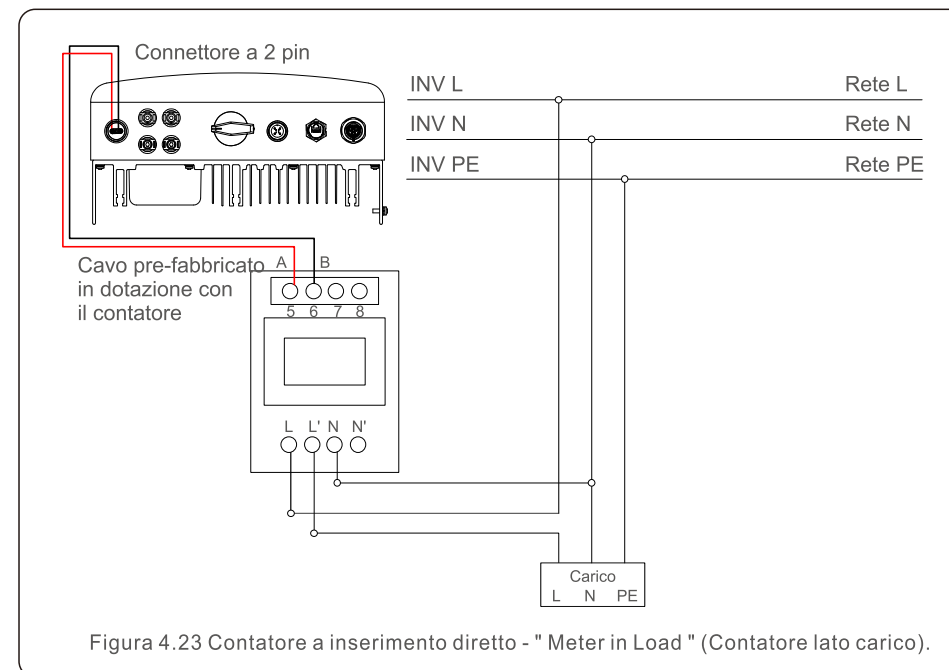 Connettore a 2 pin
INV L Rete L
INV N Rete N
INV PE Rete PE
Cavo pre-fabbricato
in dotazione con
il contatore
A B
5 6 7 8
L L' N N'
Carico
L N PE
Figura 4.23 Contatore a inserimento diretto - " Meter in Load " (Contatore lato carico).